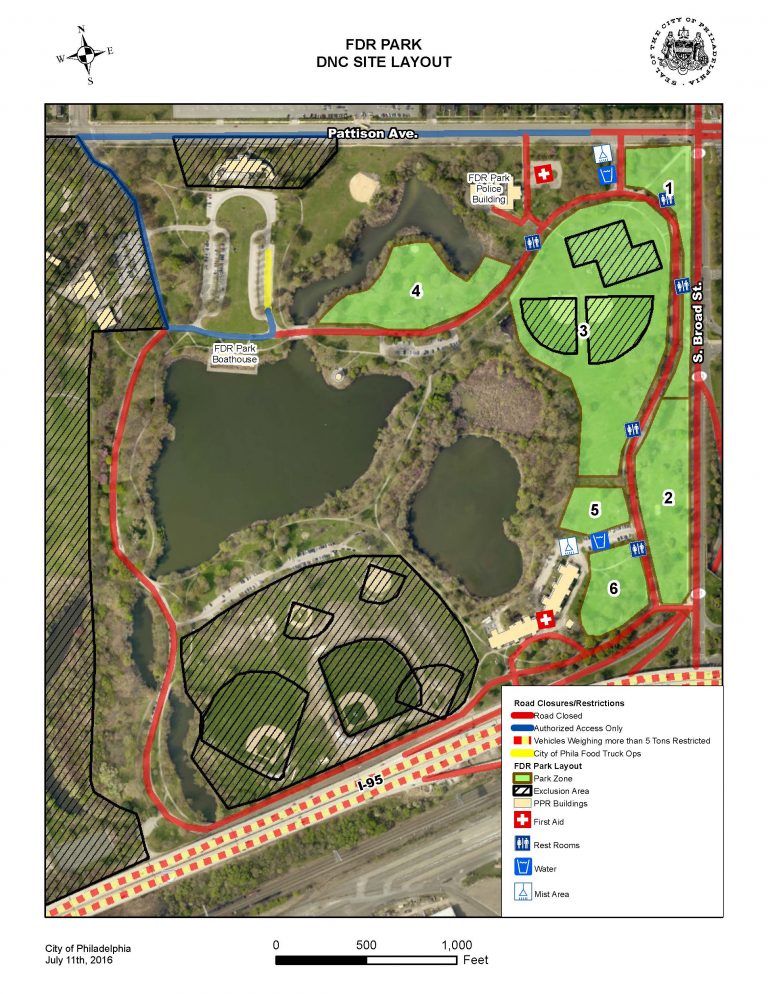 FDR PARK
DNC SITE LAYOUT
N
W
E
S
SEAL OF THE CITY OF PHILADELPHIA
Pattison Ave.
FDR Park
Police
Building
1
4
3
S. Broad St.
FDR Park
Boathouse
2
5
6
I-95
Road Closures/Restrictions
Road Closed
Authorized Access Only
Vehicles Weighing more than 5 Tons Restricted
City of Phila Food Truck Ops
FDR Park Layout
Park Zone
Exclusion Area
PPR Buildings
First Aid
Rest Rooms
Water
Mist Area
City of Philadelphia
July 11th, 2016
0 500 1,000
Feet